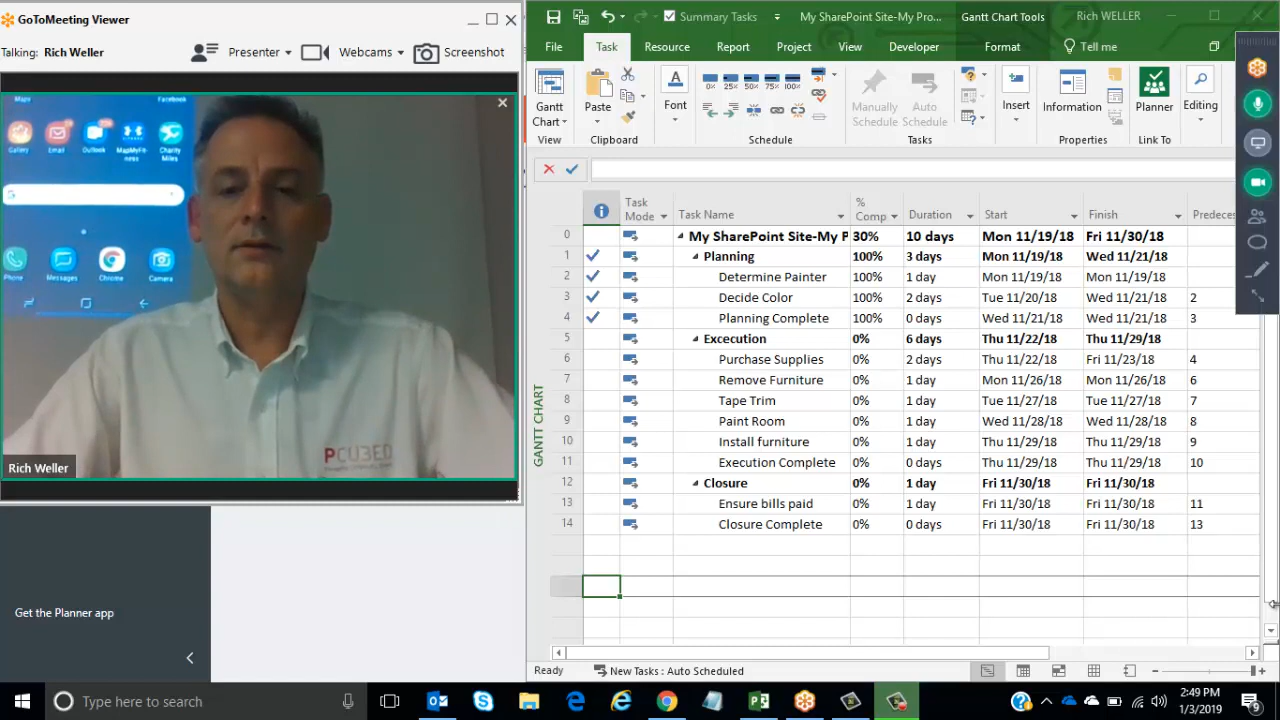 GoToMeeting Viewer
Talking: Rich Weller
Presenter
Webcams
Screenshot
Maps
Facebook
Gallery
Email
Outlook
MapMyFit
ness
Charity
Miles
Phone
Messages
Chrome
Camera
PCUBED
Rich Weller
Get the Planner app
Summary Tasks
My SharePoint Site-My Pro...
Gantt Chart Tools
Rich WELLER
File
Task
Resource
Report
Project
View
Developer
Format
Tell me
Gantt
Chart
View
Paste
Clipboard
Font
0% 25% 50% 75% 100%
Schedule
Manually
Schedule
Auto
Schedule
Tasks
Insert
Information
Properties
Planner
Link To
Editing
Task
Mode
Task Name
%
Comp
Duration
Start
Finish
Predeces
0 My SharePoint Site-My P 30% 10 days Mon 11/19/18 Fri 11/30/18
1 Planning 100% 3 days Mon 11/19/18 Wed 11/21/18
2 Determine Painter 100% 1 day Mon 11/19/18 Mon 11/19/18
3 Decide Color 100% 2 days Tue 11/20/18 Wed 11/21/18 2
4 Planning Complete 100% 0 days Wed 11/21/18 Wed 11/21/18 3
5 Excecution 0% 6 days Thu 11/22/18 Thu 11/29/18
6 Purchase Supplies 0% 2 days Thu 11/22/18 Fri 11/23/18 4
7 Remove Furniture 0% 1 day Mon 11/26/18 Mon 11/26/18 6
8 Tape Trim 0% 1 day Tue 11/27/18 Tue 11/27/18 7
9 Paint Room 0% 1 day Wed 11/28/18 Wed 11/28/18 8
10 Install furniture 0% 1 day Thu 11/29/18 Thu 11/29/18 9
11 Execution Complete 0% 0 days Thu 11/29/18 Thu 11/29/18 10
12 Closure 0% 1 day Fri 11/30/18 Fri 11/30/18
13 Ensure bills paid 0% 1 day Fri 11/30/18 Fri 11/30/18 11
14 Closure Complete 0% 0 days Fri 11/30/18 Fri 11/30/18 13
GANTT CHART
Ready
New Tasks : Auto Scheduled
Type here to search
2:49 PM
1/3/2019
9